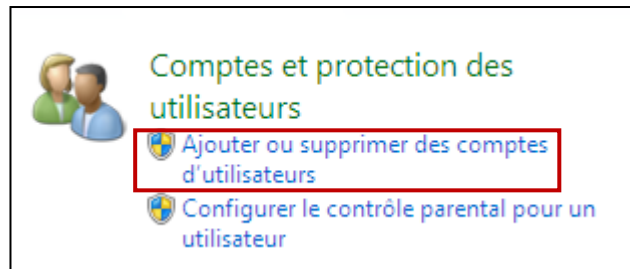 Comptes et protection des
utilisateurs
Ajouter ou supprimer des comptes
d'utilisateurs
Configurer le contrôle parental pour un
utilisateur